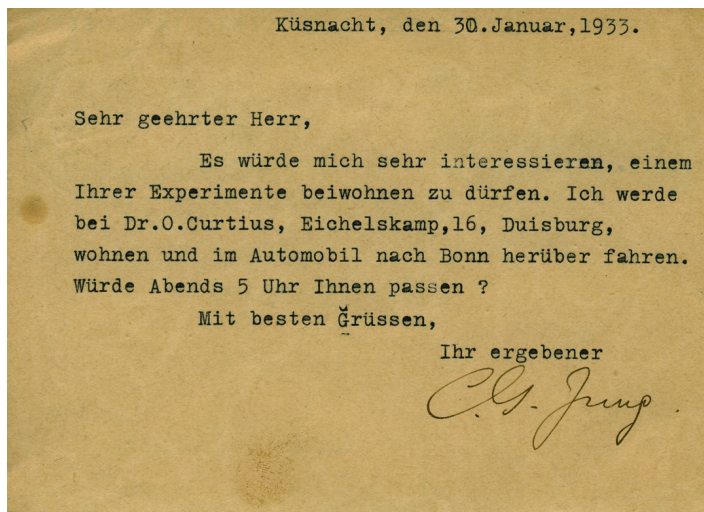 Küsnacht, den 30.Januar,1933.
Sehr geehrter Herr,
Es würde mich sehr interessieren, einem
Ihrer Experimente beiwohnen zu dürfen. Ich werde
bei Dr.O.Curtius, Eichelskamp,16, Duisburg,
wohnen und im Automobil nach Bonn herüber fahren.
Würde Abends 5 Uhr Ihnen passen ?
Mit besten Grüssen,
Ihr ergebener
C.G. Jung.